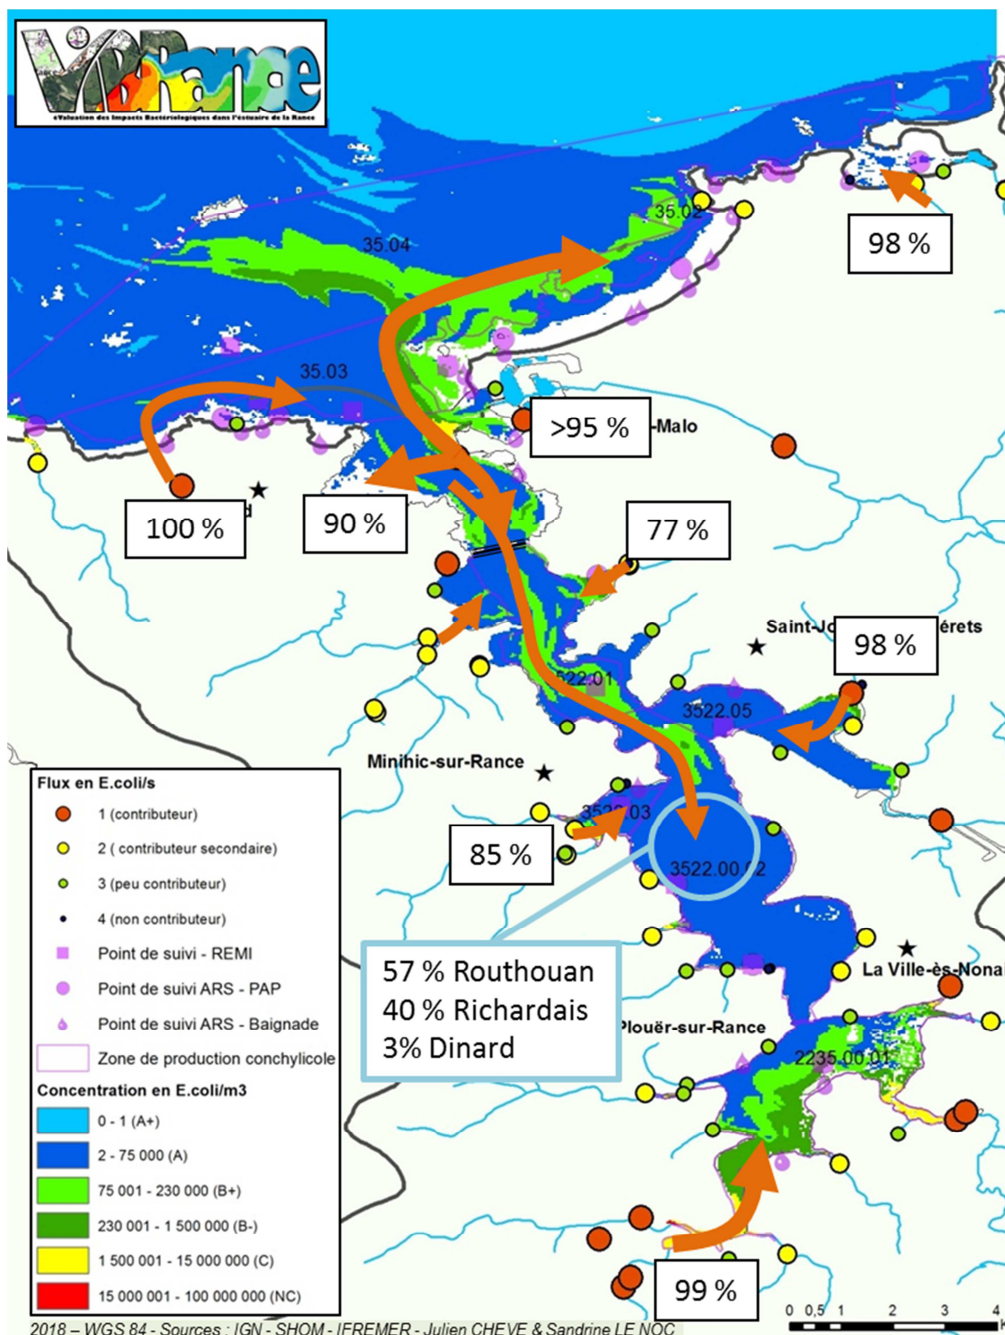 ViBRance
eValuation des Impacts Bactériologiques dans l'éstuaire de la Rance
98 %
35.02
35.04
35.03
>95 %
-Malo
100 %
d
90 %
77 %
Saint-Jo
érets
98 %
522.01
3522.05
Minihic-sur-Rance
3522.03
85 %
3522.00.02
57 % Routhouan
40 % Richardais
3% Dinard
La Ville-ès-Nonai
Plouër-sur-Rance
2235.00.01
99 %
Flux en E.coli/s
1 (contributeur)
2 ( contributeur secondaire)
3 (peu contributeur)
4 (non contributeur)
Point de suivi - REMI
Point de suivi ARS - PAP
Point de suivi ARS - Baignade
Zone de production conchylicole
Concentration en E.coli/m3
0 - 1 (A+)
2 - 75 000 (A)
75 001 - 230 000 (B+)
230 001 - 1 500 000 (B-)
1 500 001 - 15 000 000 (C)
15 000 001 - 100 000 000 (NC)
0 0,5 1 2 3 4
2018 – WGS 84 - Sources : IGN - SHOM - IFREMER - Julien CHEVE & Sandrine LE NOC